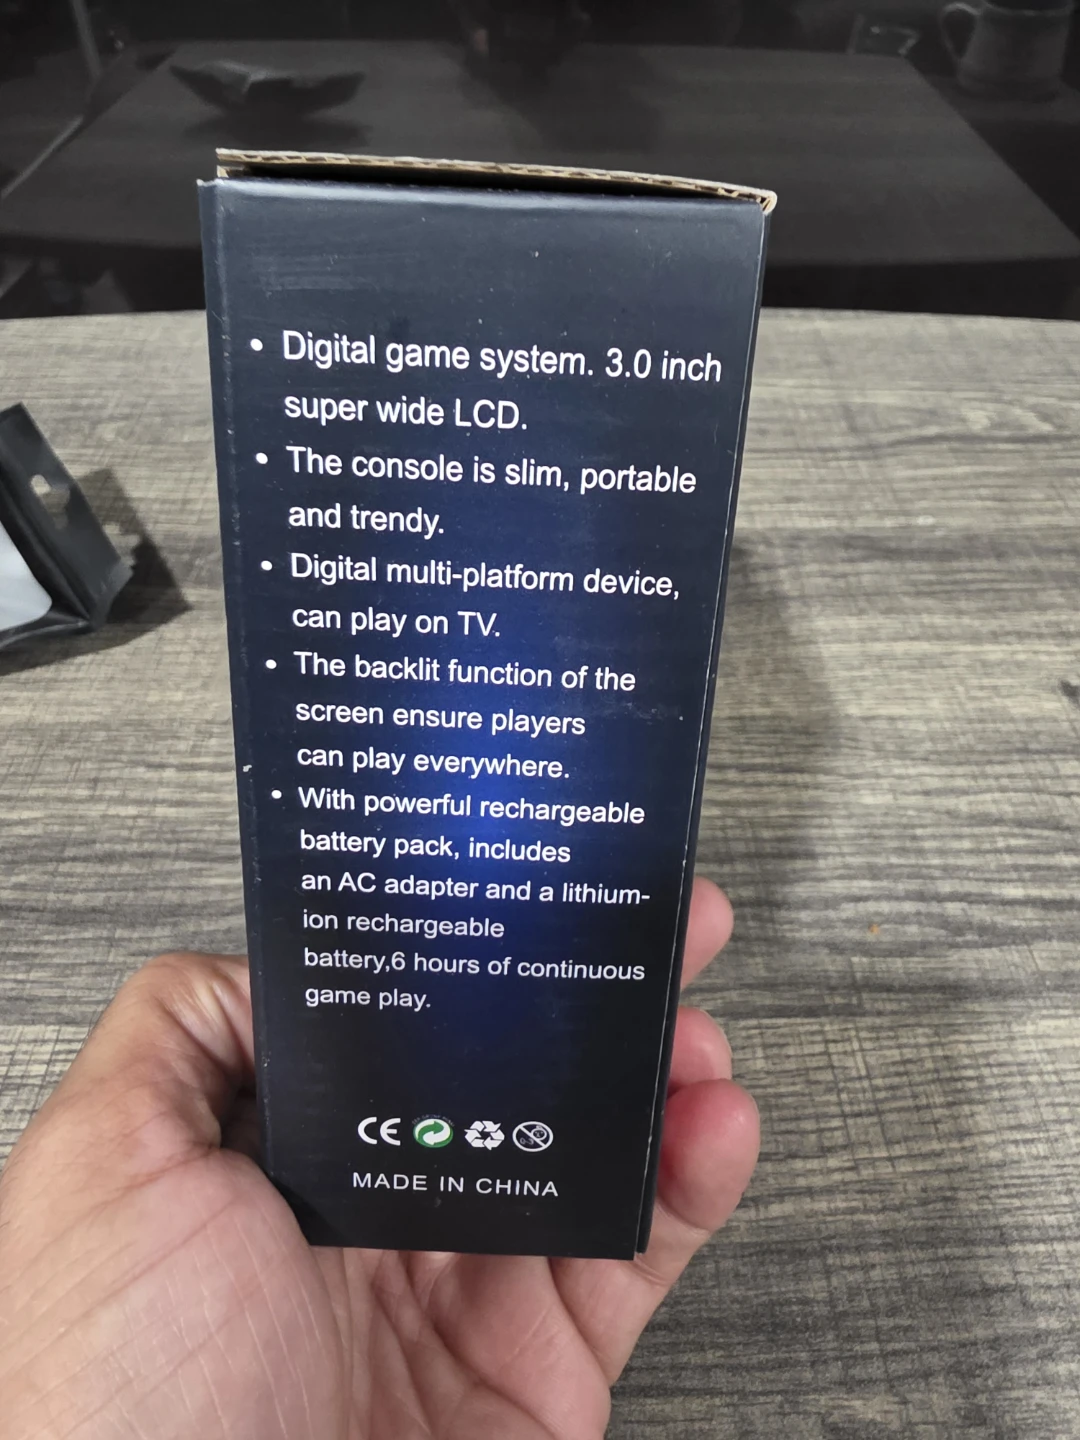 • Digital game system. 3.0 inch
super wide LCD.
• The console is slim, portable
and trendy.
• Digital multi-platform device,
can play on TV.
• The backlit function of the
screen ensure players
can play everywhere.
• With powerful rechargeable
battery pack, includes
an AC adapter and a lithium-
ion rechargeable
battery,6 hours of continuous
game play.
CE 0-3
MADE IN CHINA